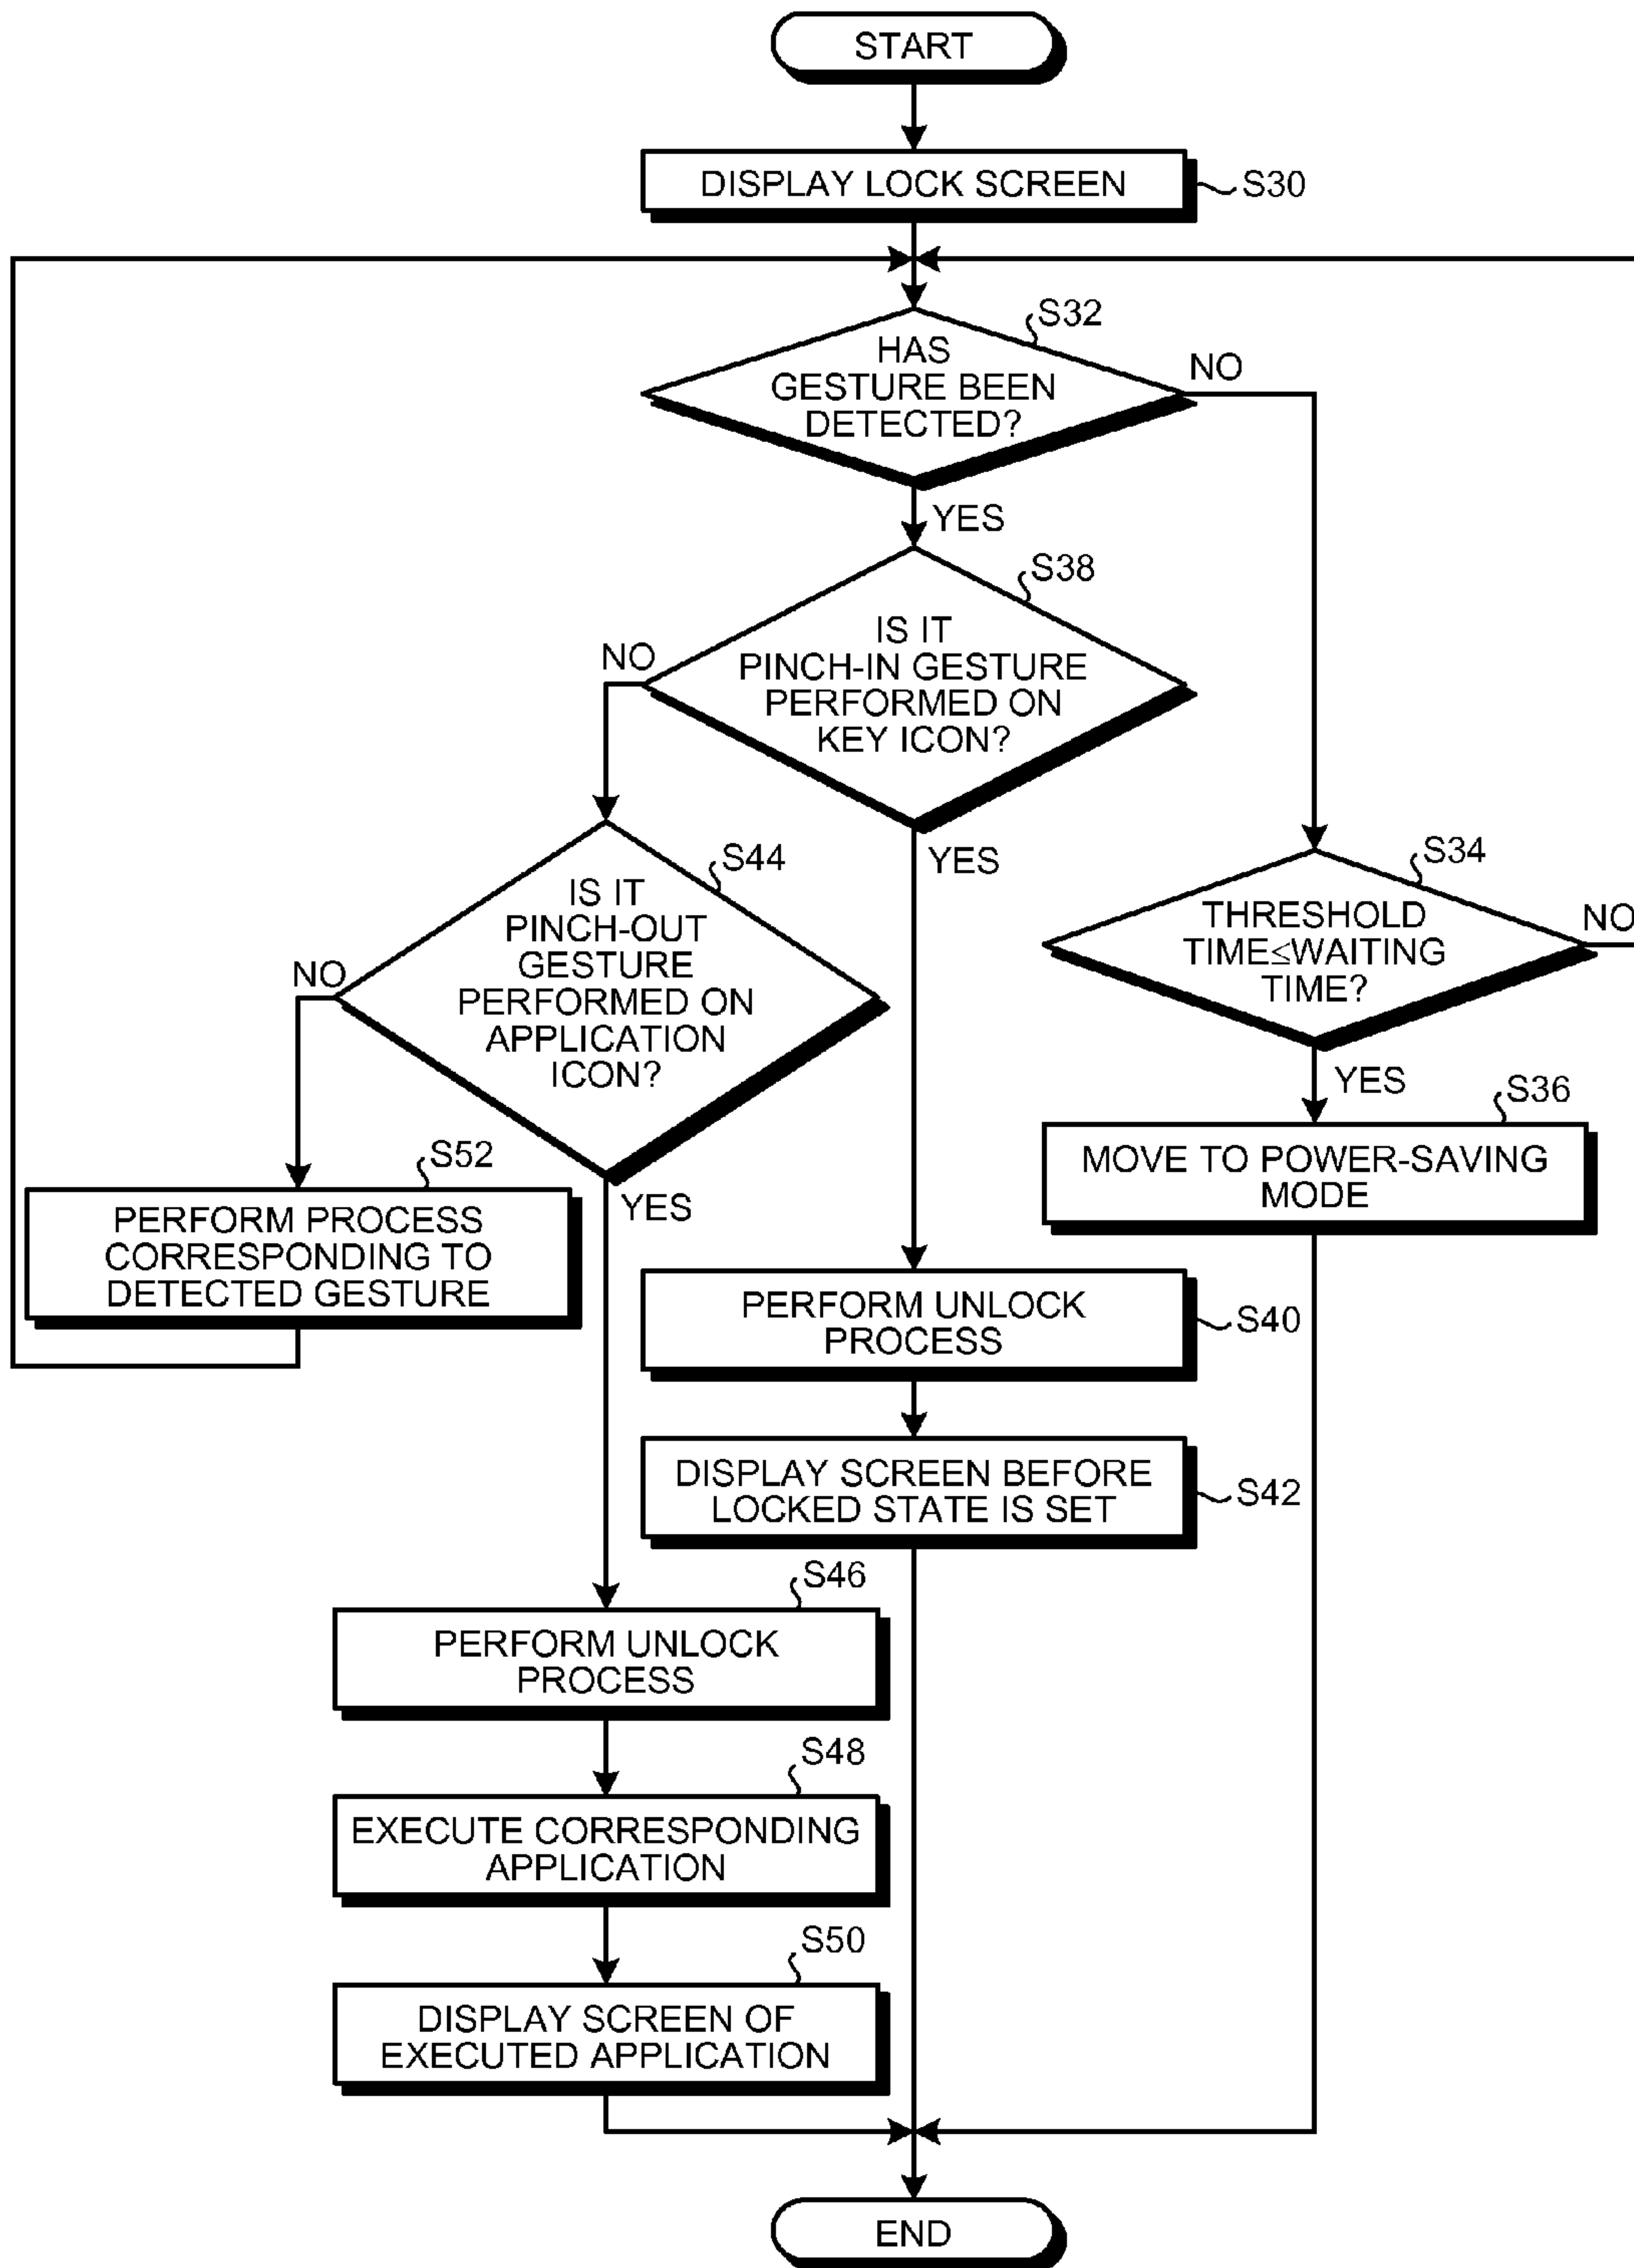 START
DISPLAY LOCK SCREEN
S30
S32
HAS
GESTURE BEEN
DETECTED?
NO
YES
S38
IS IT
PINCH-IN GESTURE
PERFORMED ON
KEY ICON?
NO
YES
S44
IS IT
PINCH-OUT
GESTURE
PERFORMED ON
APPLICATION
ICON?
NO
YES
S34
THRESHOLD
TIME≤WAITING
TIME?
NO
YES
S36
MOVE TO POWER-SAVING
MODE
S52
PERFORM PROCESS
CORRESPONDING TO
DETECTED GESTURE
PERFORM UNLOCK
PROCESS
S40
DISPLAY SCREEN BEFORE
LOCKED STATE IS SET
S42
S46
PERFORM UNLOCK
PROCESS
S48
EXECUTE CORRESPONDING
APPLICATION
S50
DISPLAY SCREEN OF
EXECUTED APPLICATION
END